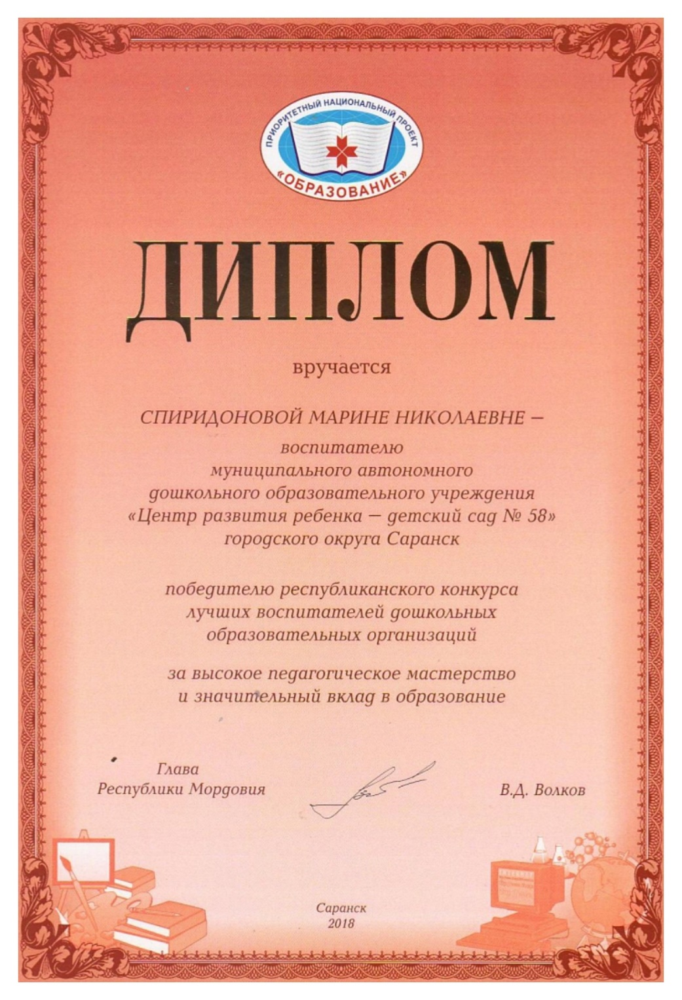 ПРИОРИТЕТНЫЙ НАЦИОНАЛЬНЫЙ ПРОЕКТ
«ОБРАЗОВАНИЕ»
ДИПЛОМ
вручается
СПИРИДОНОВОЙ МАРИНЕ НИКОЛАЕВНЕ –
воспитателю
муниципального автономного
дошкольного образовательного учреждения
«Центр развития ребенка – детский сад № 58»
городского округа Саранск
победителю республиканского конкурса
лучших воспитателей дошкольных
образовательных организаций
за высокое педагогическое мастерство
и значительный вклад в образование
Глава
Республики Мордовия
В.Д. Волков
INTERNET
Саранск
2018